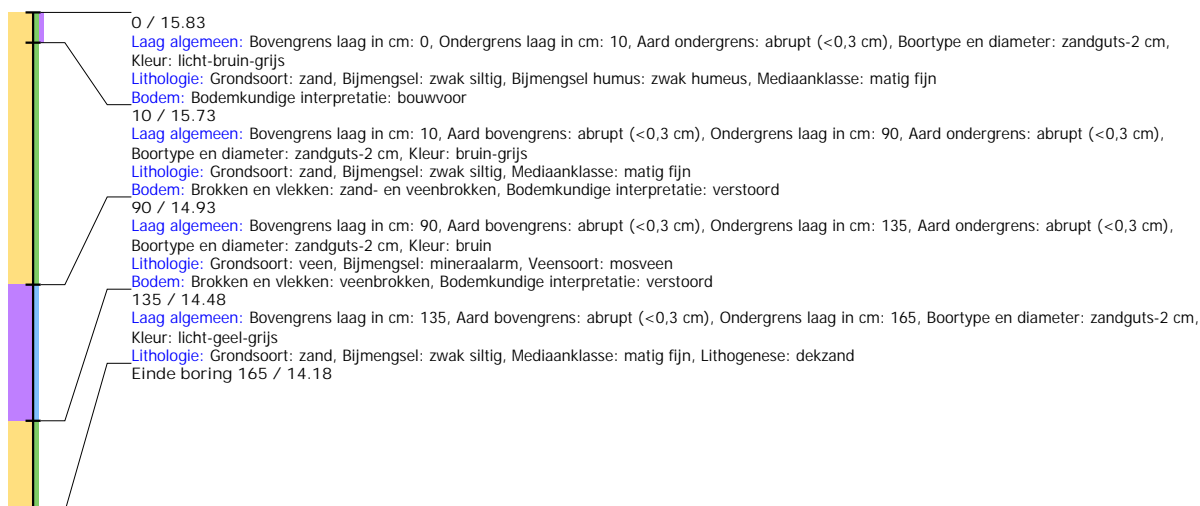 0 / 15.83
Laag algemeen: Bovengrens laag in cm: 0, Ondergrens laag in cm: 10, Aard ondergrens: abrupt (<0,3 cm), Boortype en diameter: zandguts-2 cm,
Kleur: licht-bruin-grijs
Lithologie: Grondsoort: zand, Bijmengsel: zwak siltig, Bijmengsel humus: zwak humeus, Mediaanklasse: matig fijn
Bodem: Bodemkundige interpretatie: bouwvoor
10 / 15.73
Laag algemeen: Bovengrens laag in cm: 10, Aard bovengrens: abrupt (<0,3 cm), Ondergrens laag in cm: 90, Aard ondergrens: abrupt (<0,3 cm),
Boortype en diameter: zandguts-2 cm, Kleur: bruin-grijs
Lithologie: Grondsoort: zand, Bijmengsel: zwak siltig, Mediaanklasse: matig fijn
Bodem: Brokken en vlekken: zand- en veenbrokken, Bodemkundige interpretatie: verstoord
90 / 14.93
Laag algemeen: Bovengrens laag in cm: 90, Aard bovengrens: abrupt (<0,3 cm), Ondergrens laag in cm: 135, Aard ondergrens: abrupt (<0,3 cm),
Boortype en diameter: zandguts-2 cm, Kleur: bruin
Lithologie: Grondsoort: veen, Bijmengsel: mineraalarm, Veensoort: mosveen
Bodem: Brokken en vlekken: veenbrokken, Bodemkundige interpretatie: verstoord
135 / 14.48
Laag algemeen: Bovengrens laag in cm: 135, Aard bovengrens: abrupt (<0,3 cm), Ondergrens laag in cm: 165, Boortype en diameter: zandguts-2 cm,
Kleur: licht-geel-grijs
Lithologie: Grondsoort: zand, Bijmengsel: zwak siltig, Mediaanklasse: matig fijn, Lithogenese: dekzand
Einde boring 165 / 14.18